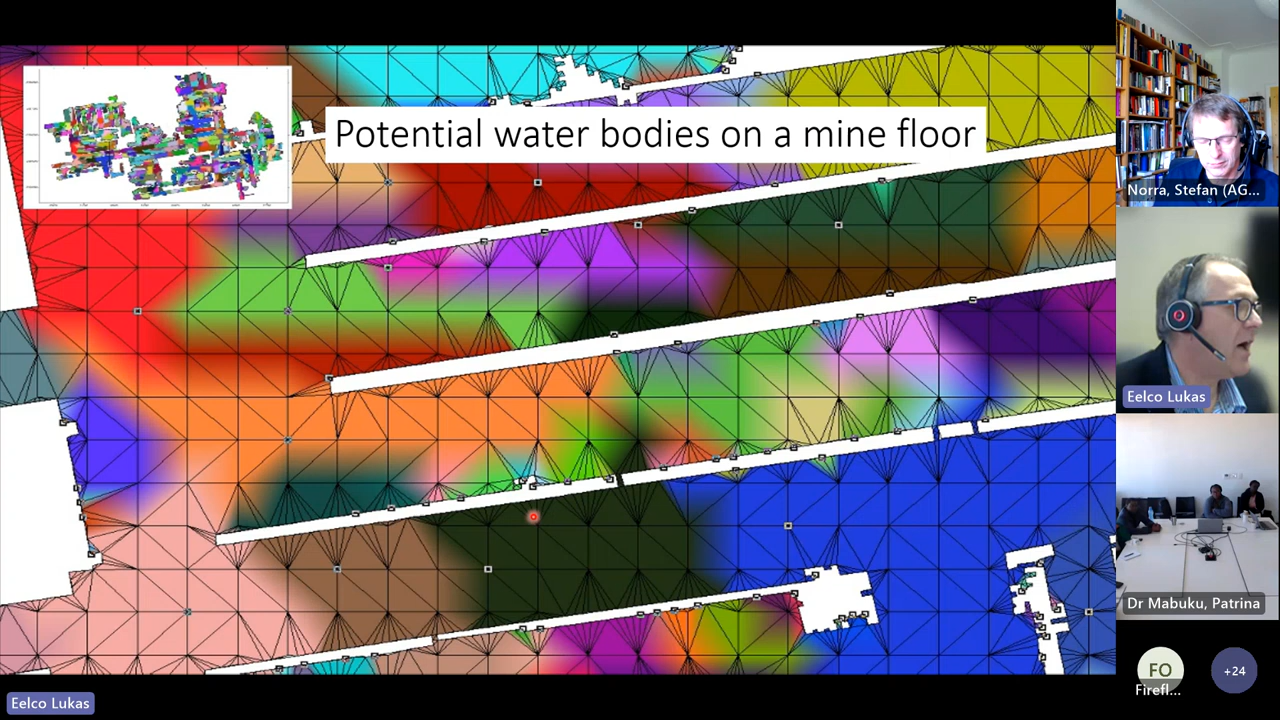 Potential water bodies on a mine floor
Norra, Stefan (AG...
Eelco Lukas
Dr Mabuku, Patrina
FO
Firefl...
+24
Eelco Lukas